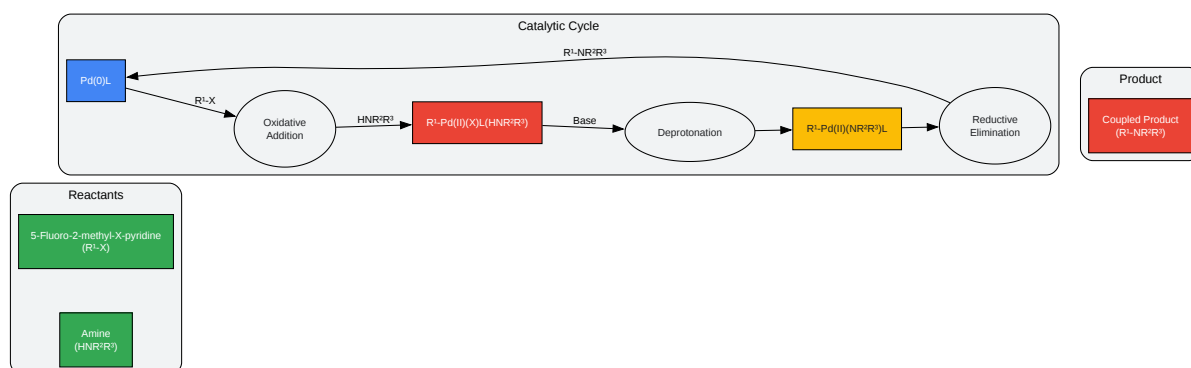 Catalytic Cycle
R¹-NR²R³
Pd(0)L
R¹-X
Oxidative
Addition
HNR²R³
R¹-Pd(II)(X)L(HNR²R³)
Base
Deprotonation
R¹-Pd(II)(NR²R³)L
Reductive
Elimination
Product
Coupled Product
(R¹-NR²R³)
Reactants
5-Fluoro-2-methyl-X-pyridine
(R¹-X)
Amine
(HNR²R³)